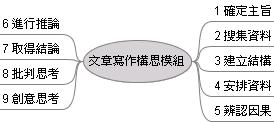 文章寫作構思模組
1 確定主旨
2 搜集資料
3 建立結構
4 安排資料
5 辨認因果
6 進行推論
7 取得結論
8 批判思考
9 創意思考